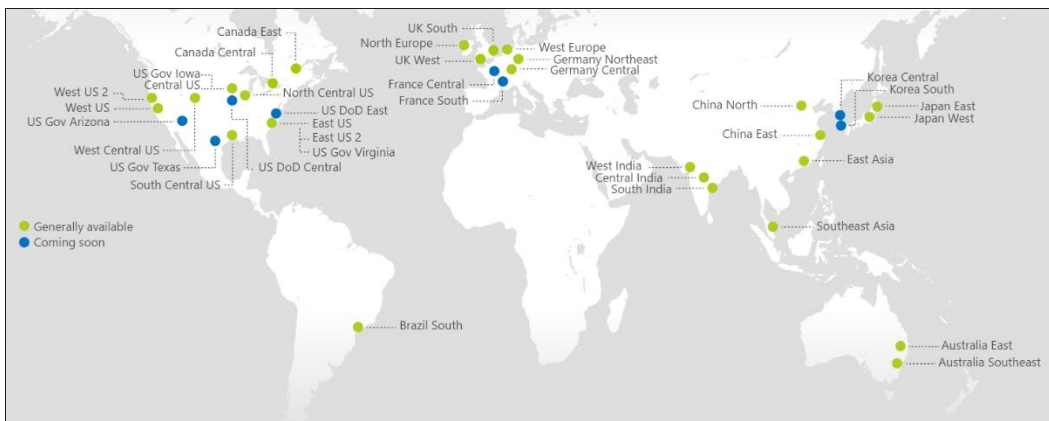 Canada East
Canada Central
US Gov Iowa
Central US
West US 2
West US
US Gov Arizona
West Central US
US Gov Texas
South Central US
North Central US
US DoD East
East US
East US 2
US Gov Virginia
US DoD Central
UK South
North Europe
UK West
France Central
France South
West Europe
Germany Northeast
Germany Central
Korea Central
Korea South
China North
Japan East
Japan West
China East
East Asia
West India
Central India
South India
Southeast Asia
Generally available
Coming soon
Brazil South
Australia East
Australia Southeast